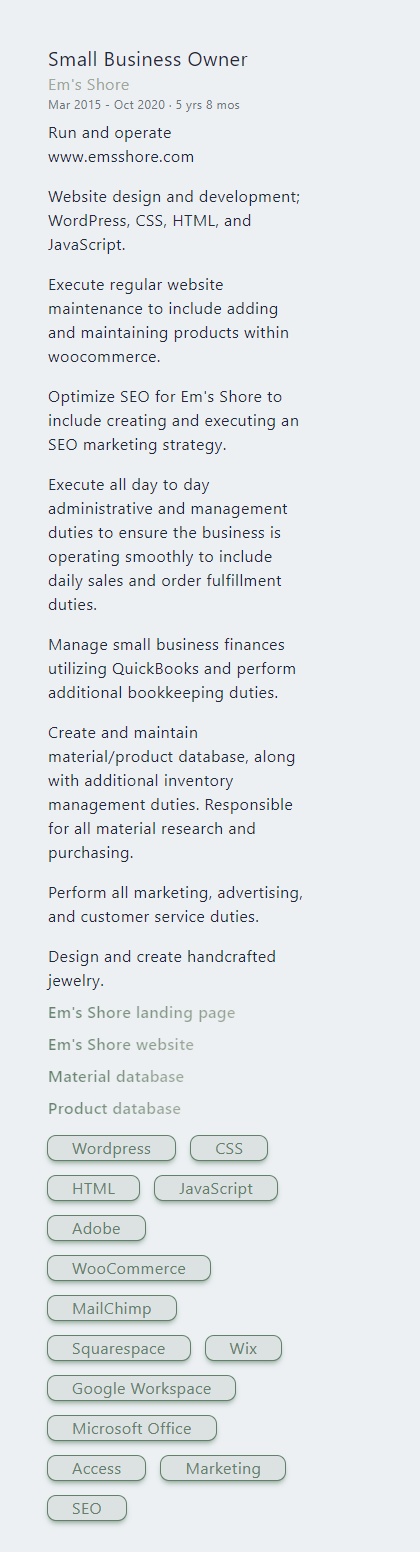 Small Business Owner
Em's Shore
Mar 2015 - Oct 2020 · 5 yrs 8 mos
Run and operate
www.emsshore.com
Website design and development;
WordPress, CSS, HTML, and
JavaScript.
Execute regular website
maintenance to include adding
and maintaining products within
woocommerce.
Optimize SEO for Em's Shore to
include creating and executing an
SEO marketing strategy.
Execute all day to day
administrative and management
duties to ensure the business is
operating smoothly to include
daily sales and order fulfillment
duties.
Manage small business finances
utilizing QuickBooks and perform
additional bookkeeping duties.
Create and maintain
material/product database, along
with additional inventory
management duties. Responsible
for all material research and
purchasing.
Perform all marketing, advertising,
and customer service duties.
Design and create handcrafted
jewelry.
Em's Shore landing page
Em's Shore website
Material database
Product database
Wordpress CSS
HTML JavaScript
Adobe
WooCommerce
MailChimp
Squarespace Wix
Google Workspace
Microsoft Office
Access Marketing
SEO